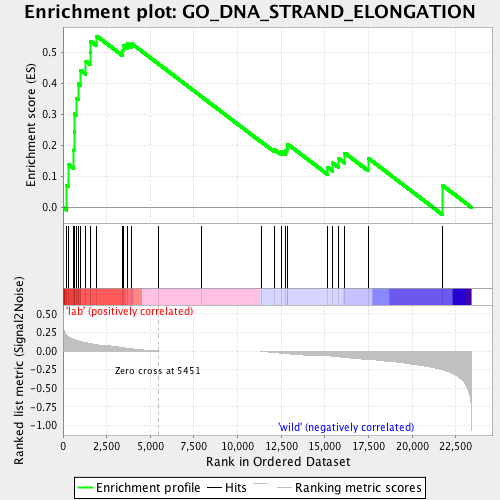 Enrichment plot: GO_DNA_STRAND_ELONGATION
Enrichment score (ES)
0.5
0.4
0.3
0.2
0.1
0.0
'lab' (positively correlated)
Ranked list metric (Signal2Noise)
0.50
0.25
0.00
-0.25
-0.50
-0.75
-1.00
Zero cross at 5451
'wild' (negatively correlated)
0 2,500 5,000 7,500 10,000 12,500 15,000 17,500 20,000 22,500
Rank in Ordered Dataset
Enrichment profile Hits Ranking metric scores